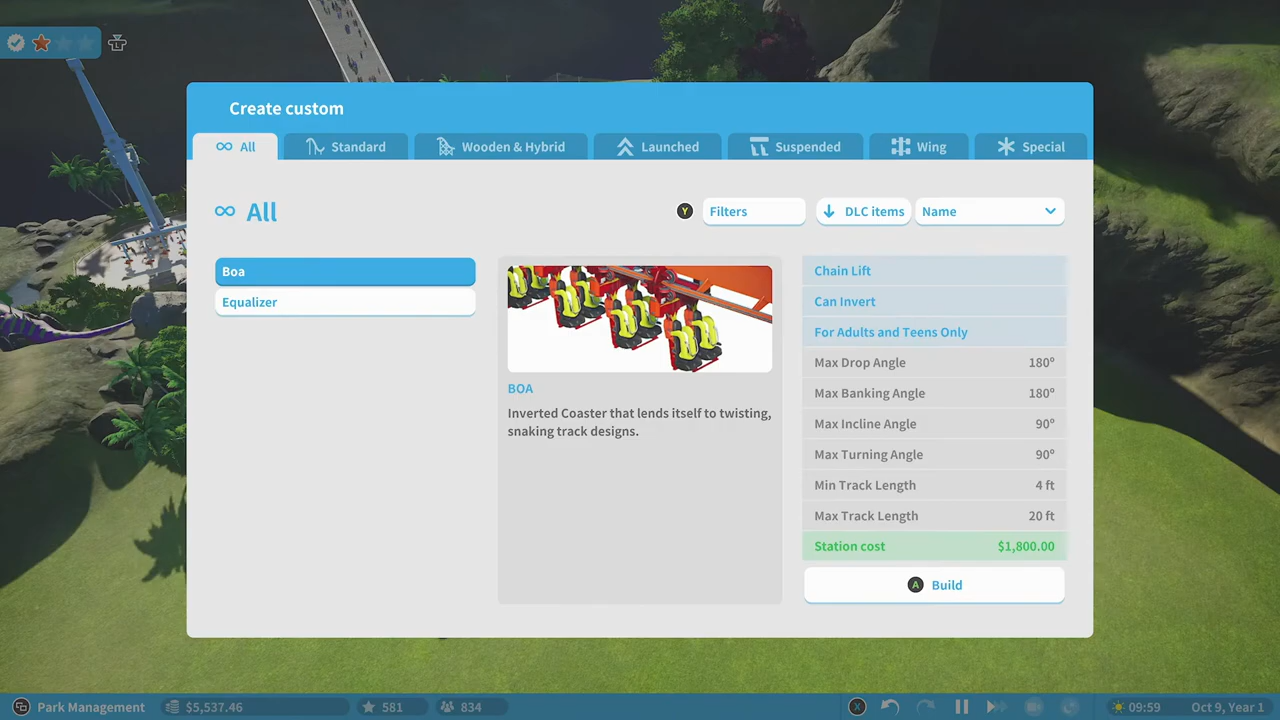 Create custom
All
Standard
Wooden & Hybrid
Launched
Suspended
Wing
Special
All
Y
Filters
DLC items
Name
Boa
Equalizer
BOA
Inverted Coaster that lends itself to twisting,
snaking track designs.
Chain Lift
Can Invert
For Adults and Teens Only
Max Drop Angle 180º
Max Banking Angle 180º
Max Incline Angle 90º
Max Turning Angle 90º
Min Track Length 4 ft
Max Track Length 20 ft
Station cost $1,800.00
A Build
Park Management
$5,537.46
581
834
X
09:59
Oct 9, Year 1